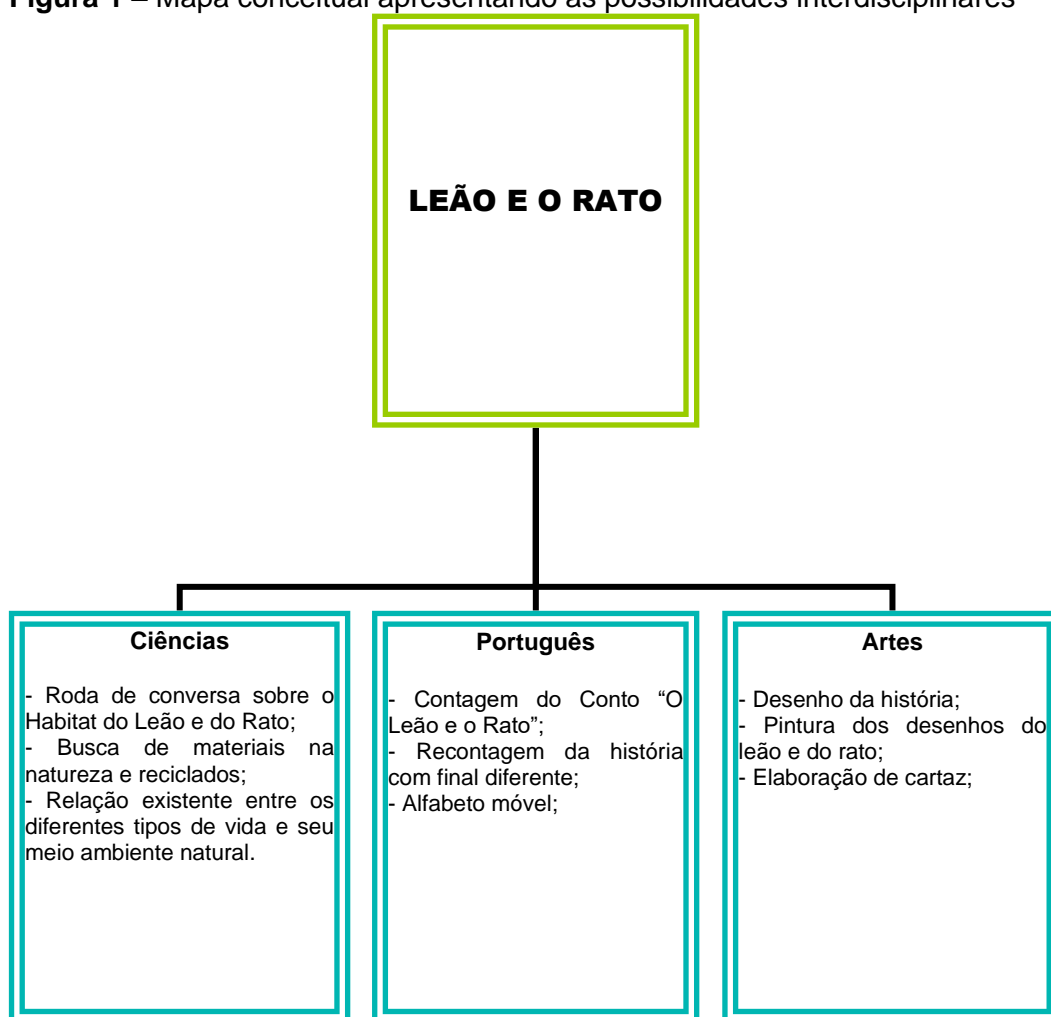 Figura 1 – Mapa conceitual apresentando as possibilidades interdisciplinares
LEÃO E O RATO
Ciências
- Roda de conversa sobre o
Habitat do Leão e do Rato;
- Busca de materiais na
natureza e reciclados;
- Relação existente entre os
diferentes tipos de vida e seu
meio ambiente natural.
Português
- Contagem do Conto “O
Leão e o Rato”;
- Recontagem da história
com final diferente;
- Alfabeto móvel;
Artes
- Desenho da história;
- Pintura dos desenhos do
leão e do rato;
- Elaboração de cartaz;